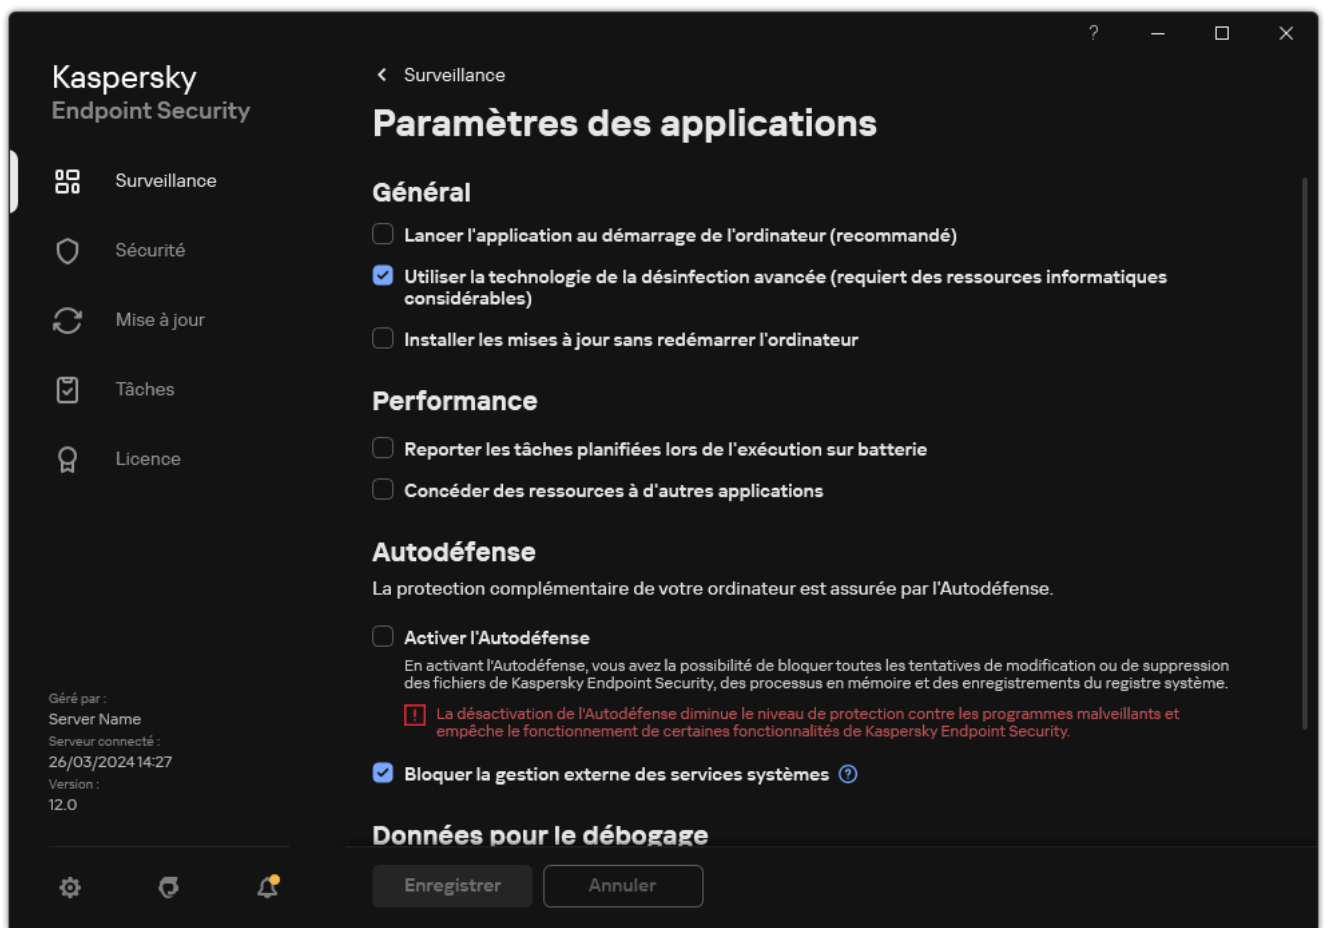 ?
Kaspersky
Endpoint Security
Surveillance
Sécurité
Mise à jour
Tâches
Licence
Géré par :
Server Name
Serveur connecté :
26/03/2024 14:27
Version :
12.0
Surveillance
Paramètres des applications
Général
Lancer l'application au démarrage de l'ordinateur (recommandé)
Utiliser la technologie de la désinfection avancée (requiert des ressources informatiques
considérables)
Installer les mises à jour sans redémarrer l'ordinateur
Performance
Reporter les tâches planifiées lors de l'exécution sur batterie
Concéder des ressources à d'autres applications
Autodéfense
La protection complémentaire de votre ordinateur est assurée par l'Autodéfense.
Activer l'Autodéfense
En activant l'Autodéfense, vous avez la possibilité de bloquer toutes les tentatives de modification ou de suppression
des fichiers de Kaspersky Endpoint Security, des processus en mémoire et des enregistrements du registre système.
La désactivation de l'Autodéfense diminue le niveau de protection contre les programmes malveillants et
empêche le fonctionnement de certaines fonctionnalités de Kaspersky Endpoint Security.
Bloquer la gestion externe des services systèmes ?
Données pour le débogage
Enregistrer
Annuler